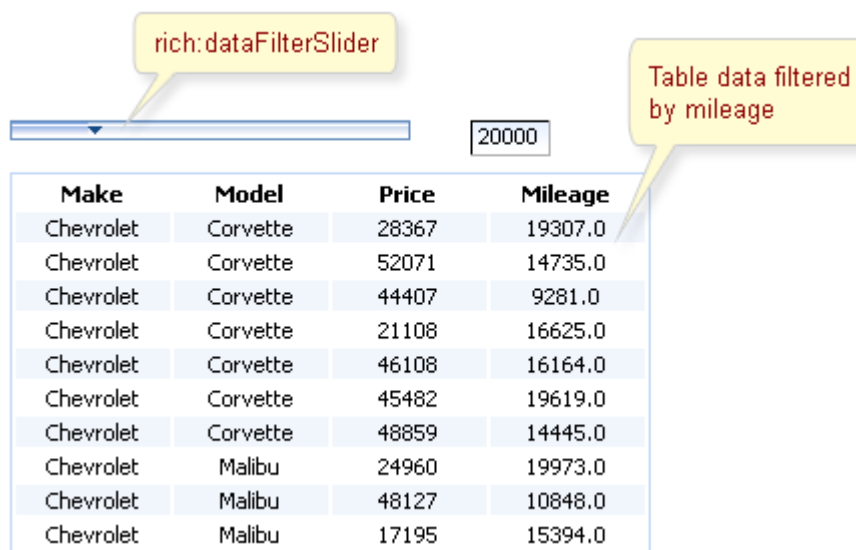 rich:dataFilterSlider
Table data filtered
by mileage
20000
Make Model Price Mileage
Chevrolet Corvette 28367 19307.0
Chevrolet Corvette 52071 14735.0
Chevrolet Corvette 44407 9281.0
Chevrolet Corvette 21108 16625.0
Chevrolet Corvette 46108 16164.0
Chevrolet Corvette 45482 19619.0
Chevrolet Corvette 48859 14445.0
Chevrolet Malibu 24960 19973.0
Chevrolet Malibu 48127 10848.0
Chevrolet Malibu 17195 15394.0